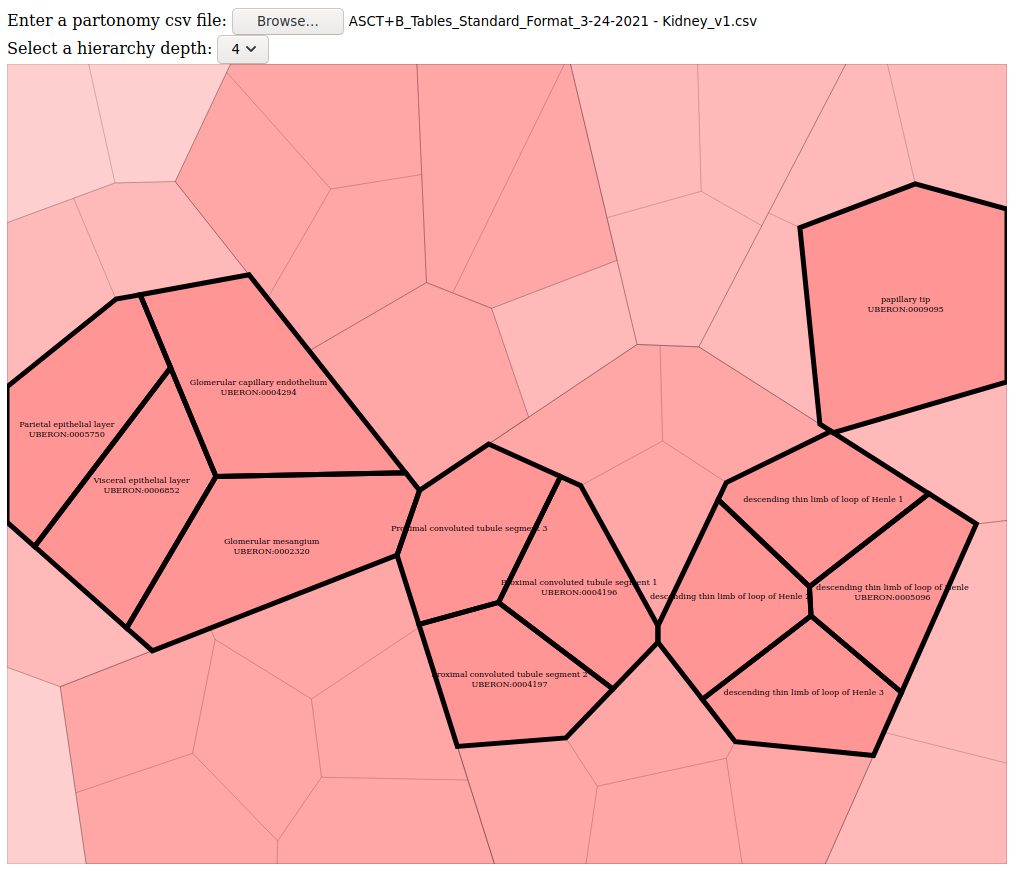 Enter a partonomy csv file: Browse... ASCT+B_Tables_Standard_Format_3-24-2021 - Kidney_v1.csv
Select a hierarchy depth: 4
papillary tip
UBERON:0009095
Glomerular capillary endothelium
UBERON:0004294
Parietal epithelial layer
UBERON:0005750
Visceral epithelial layer
UBERON:0006852
Glomerular mesangium
UBERON:0002320
Proximal convoluted tubule segment 3
Proximal convoluted tubule segment 1
UBERON:0004196
Proximal convoluted tubule segment 2
UBERON:0004197
descending thin limb of loop of Henle 1
descending thin limb of loop of Henle
descending thin limb of loop of Henle
UBERON:0005096
descending thin limb of loop of Henle 3